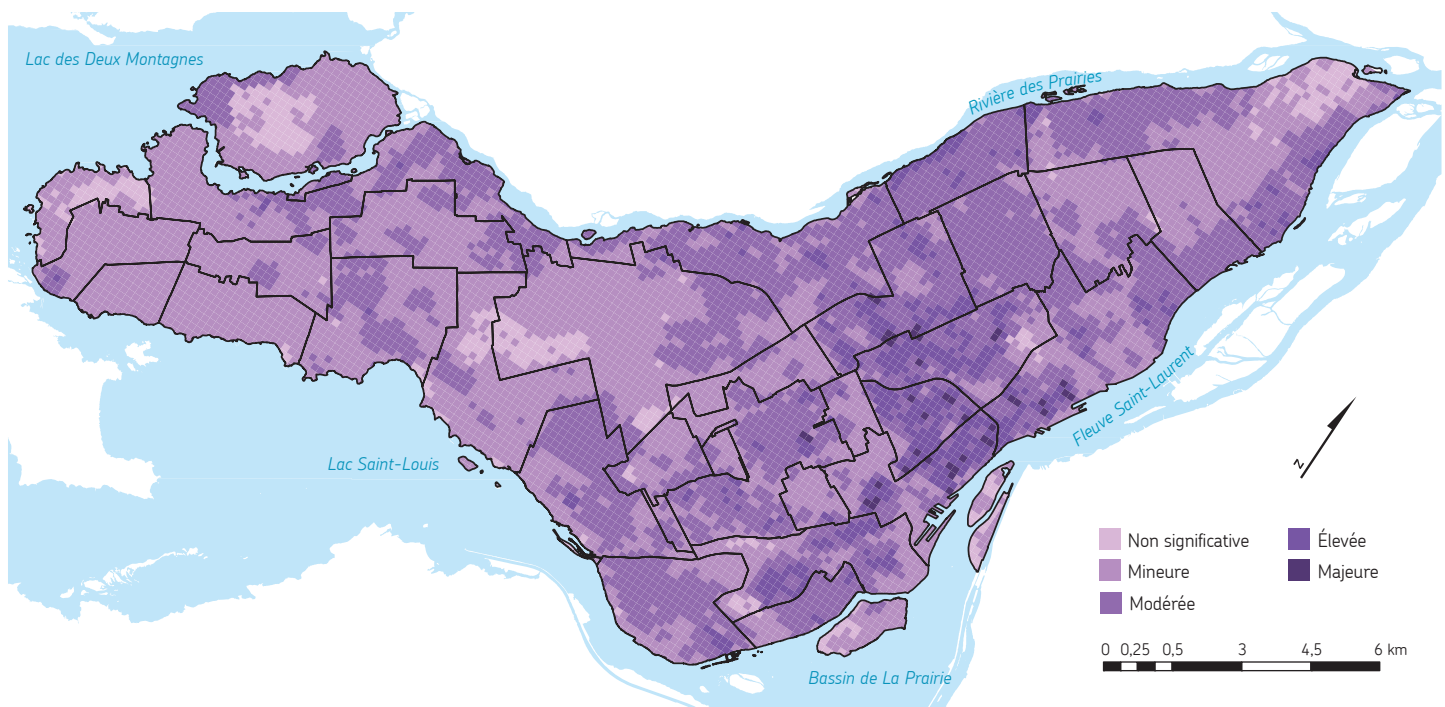 Lac des Deux Montagnes
Rivière des Prairies
Fleuve Saint-Laurent
Lac Saint-Louis
Bassin de La Prairie
N
Non significative
Mineure
Modérée
Élevée
Majeure
0 0,25 0,5 3 4,5 6 km